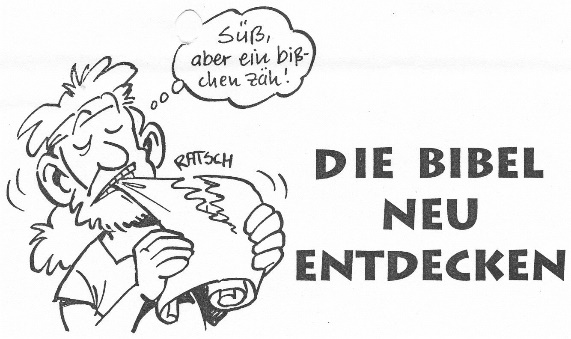 Süß,
aber ein biß-
chen zäh!
RATSCH
DIE BIBEL
NEU
ENTDECKEN